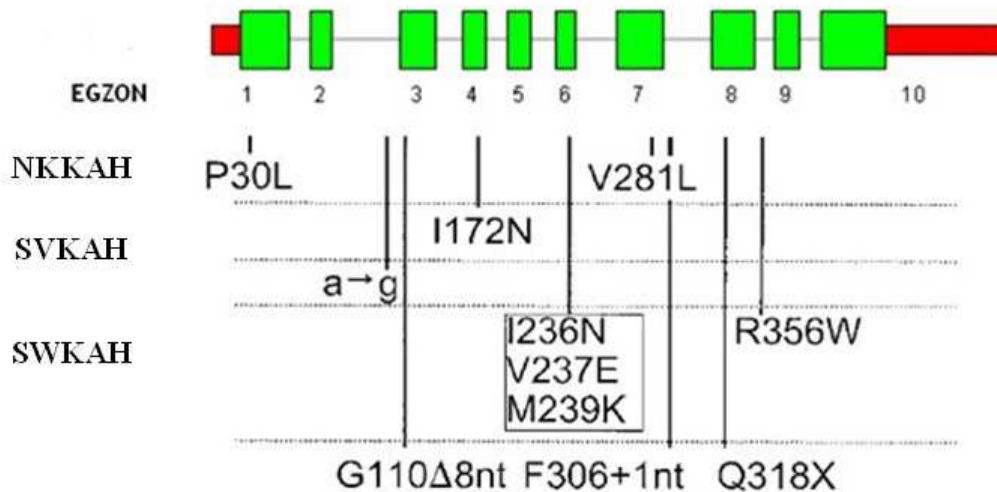 EGZON 1 2 3 4 5 6 7 8 9 10
NKKAH
P30L V281L
I172N
SVKAH
a→g
SWKAH
I236N
V237E
M239K
R356W
G110Δ8nt F306+1nt Q318X